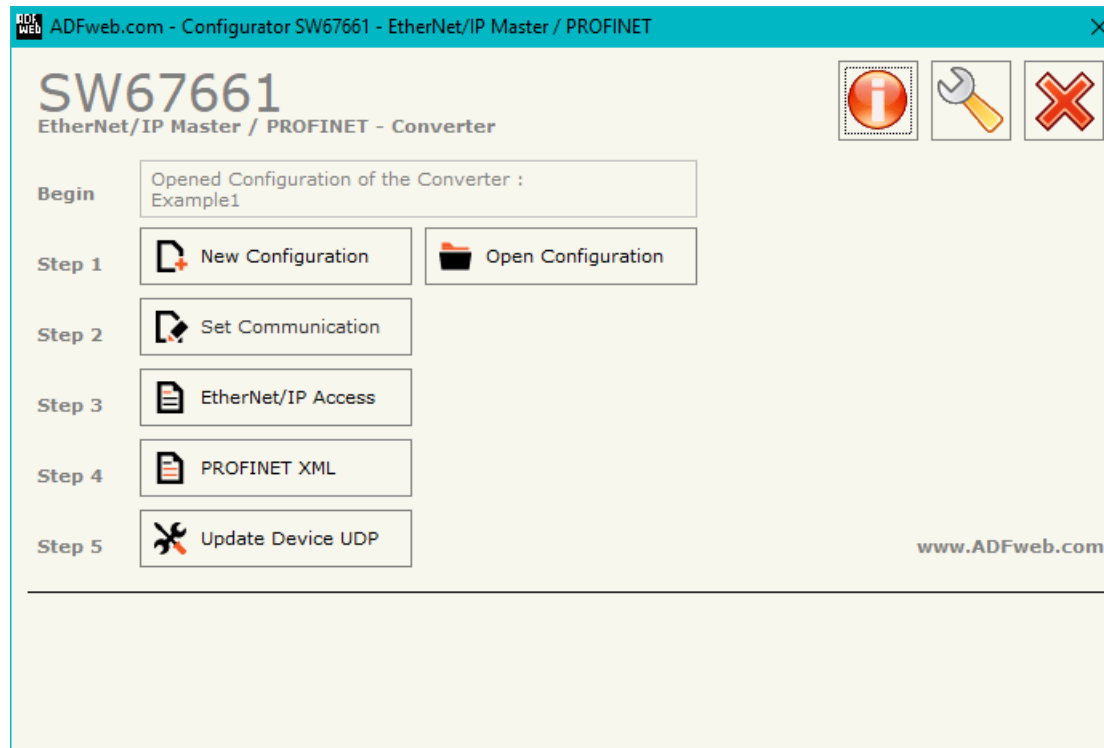 ADF WEB ADFweb.com - Configurator SW67661 - EtherNet/IP Master / PROFINET
SW67661
EtherNet/IP Master / PROFINET - Converter
Begin
Opened Configuration of the Converter :
Example1
Step 1
New Configuration
Open Configuration
Step 2
Set Communication
Step 3
EtherNet/IP Access
Step 4
PROFINET XML
Step 5
Update Device UDP
www.ADFweb.com